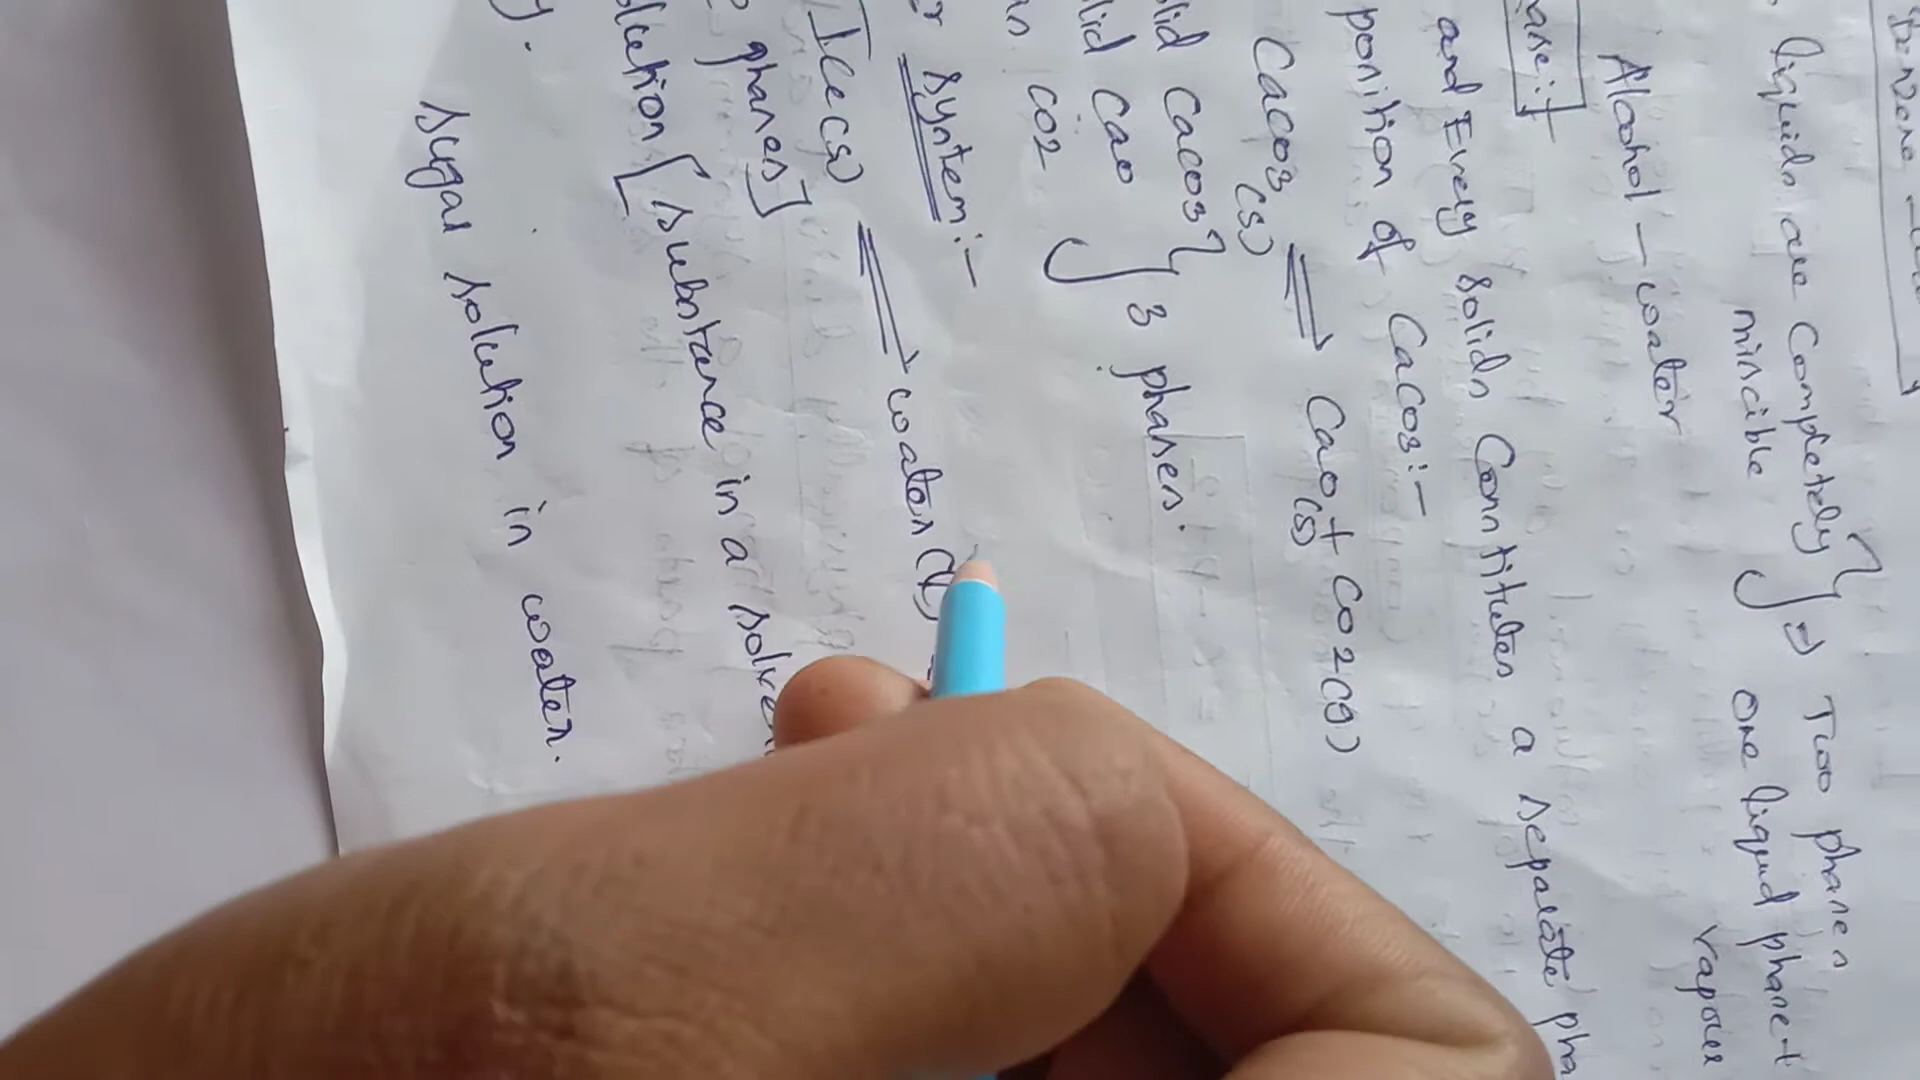 liquids are Completely } ⇒ Two phases
miscible One liquid phase +
vapour
Alcohol - water
and Every solids Constitutes a separate pha
position of CaCO3:-
CaCO3 (s) ⇌ CaO (s) + CO2 (g)
lid CaCO3
lid CaO } 3 phases.
CO2
System:-
Ice (s) ⇌ water (l)
phases]
lution [substance in a solve
sugar solution in water.